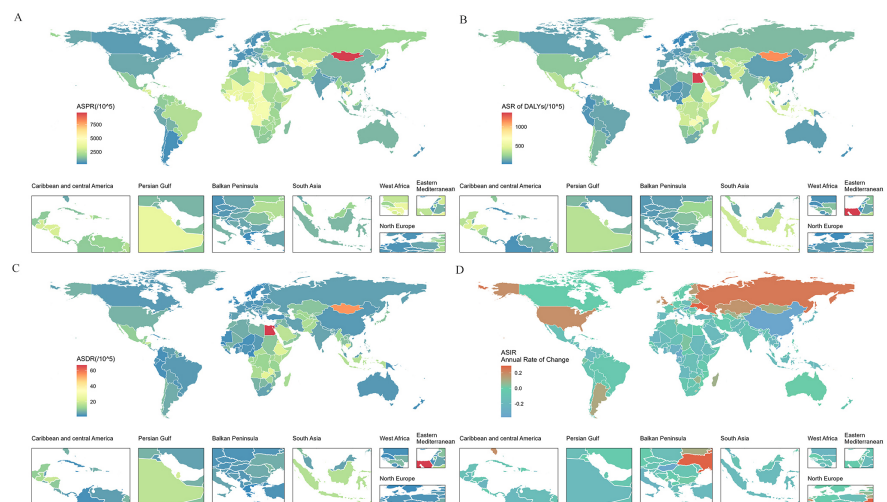 A
ASPR(/10^5)
7500
5000
2500
Caribbean and central America
Persian Gulf
Balkan Peninsula
South Asia
West Africa
Eastern
Mediterranean
North Europe
B
ASR of DALYs(/10^5)
1000
500
Caribbean and central America
Persian Gulf
Balkan Peninsula
South Asia
West Africa
Eastern
Mediterranean
North Europe
C
ASDR(/10^5)
60
40
20
Caribbean and central America
Persian Gulf
Balkan Peninsula
South Asia
West Africa
Eastern
Mediterranean
North Europe
D
ASIR
Annual Rate of Change
0.2
0.0
-0.2
Caribbean and central America
Persian Gulf
Balkan Peninsula
South Asia
West Africa
Eastern
Mediterranean
North Europe